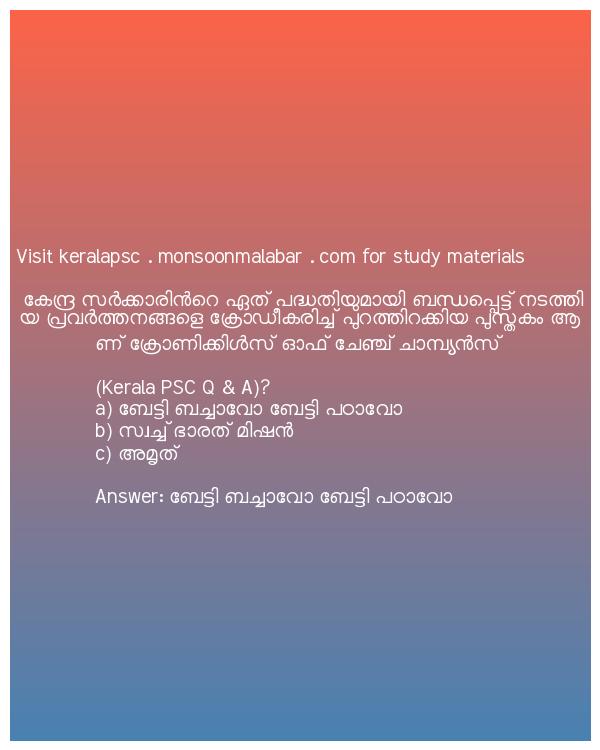 Visit keralapsc . monsoonmalabar . com for study materials
കേന്ദ്ര സർക്കാരിൻറെ ഏത് പദ്ധതിയുമായി ബന്ധപ്പെട്ട് നടത്തി
യ പ്രവർത്തനങ്ങളെ ക്രോഡീകരിച്ച് പുറത്തിറക്കിയ പുസ്തകം ആ
ണ് ക്രോണിക്കിൾസ് ഓഫ് ചേഞ്ച് ചാമ്പ്യൻസ്
(Kerala PSC Q & A)?
a) ബേട്ടി ബച്ചാവോ ബേട്ടി പഠാവോ
b) സ്വച്ച് ഭാരത് മിഷൻ
c) അമൃത്
Answer: ബേട്ടി ബച്ചാവോ ബേട്ടി പഠാവോ